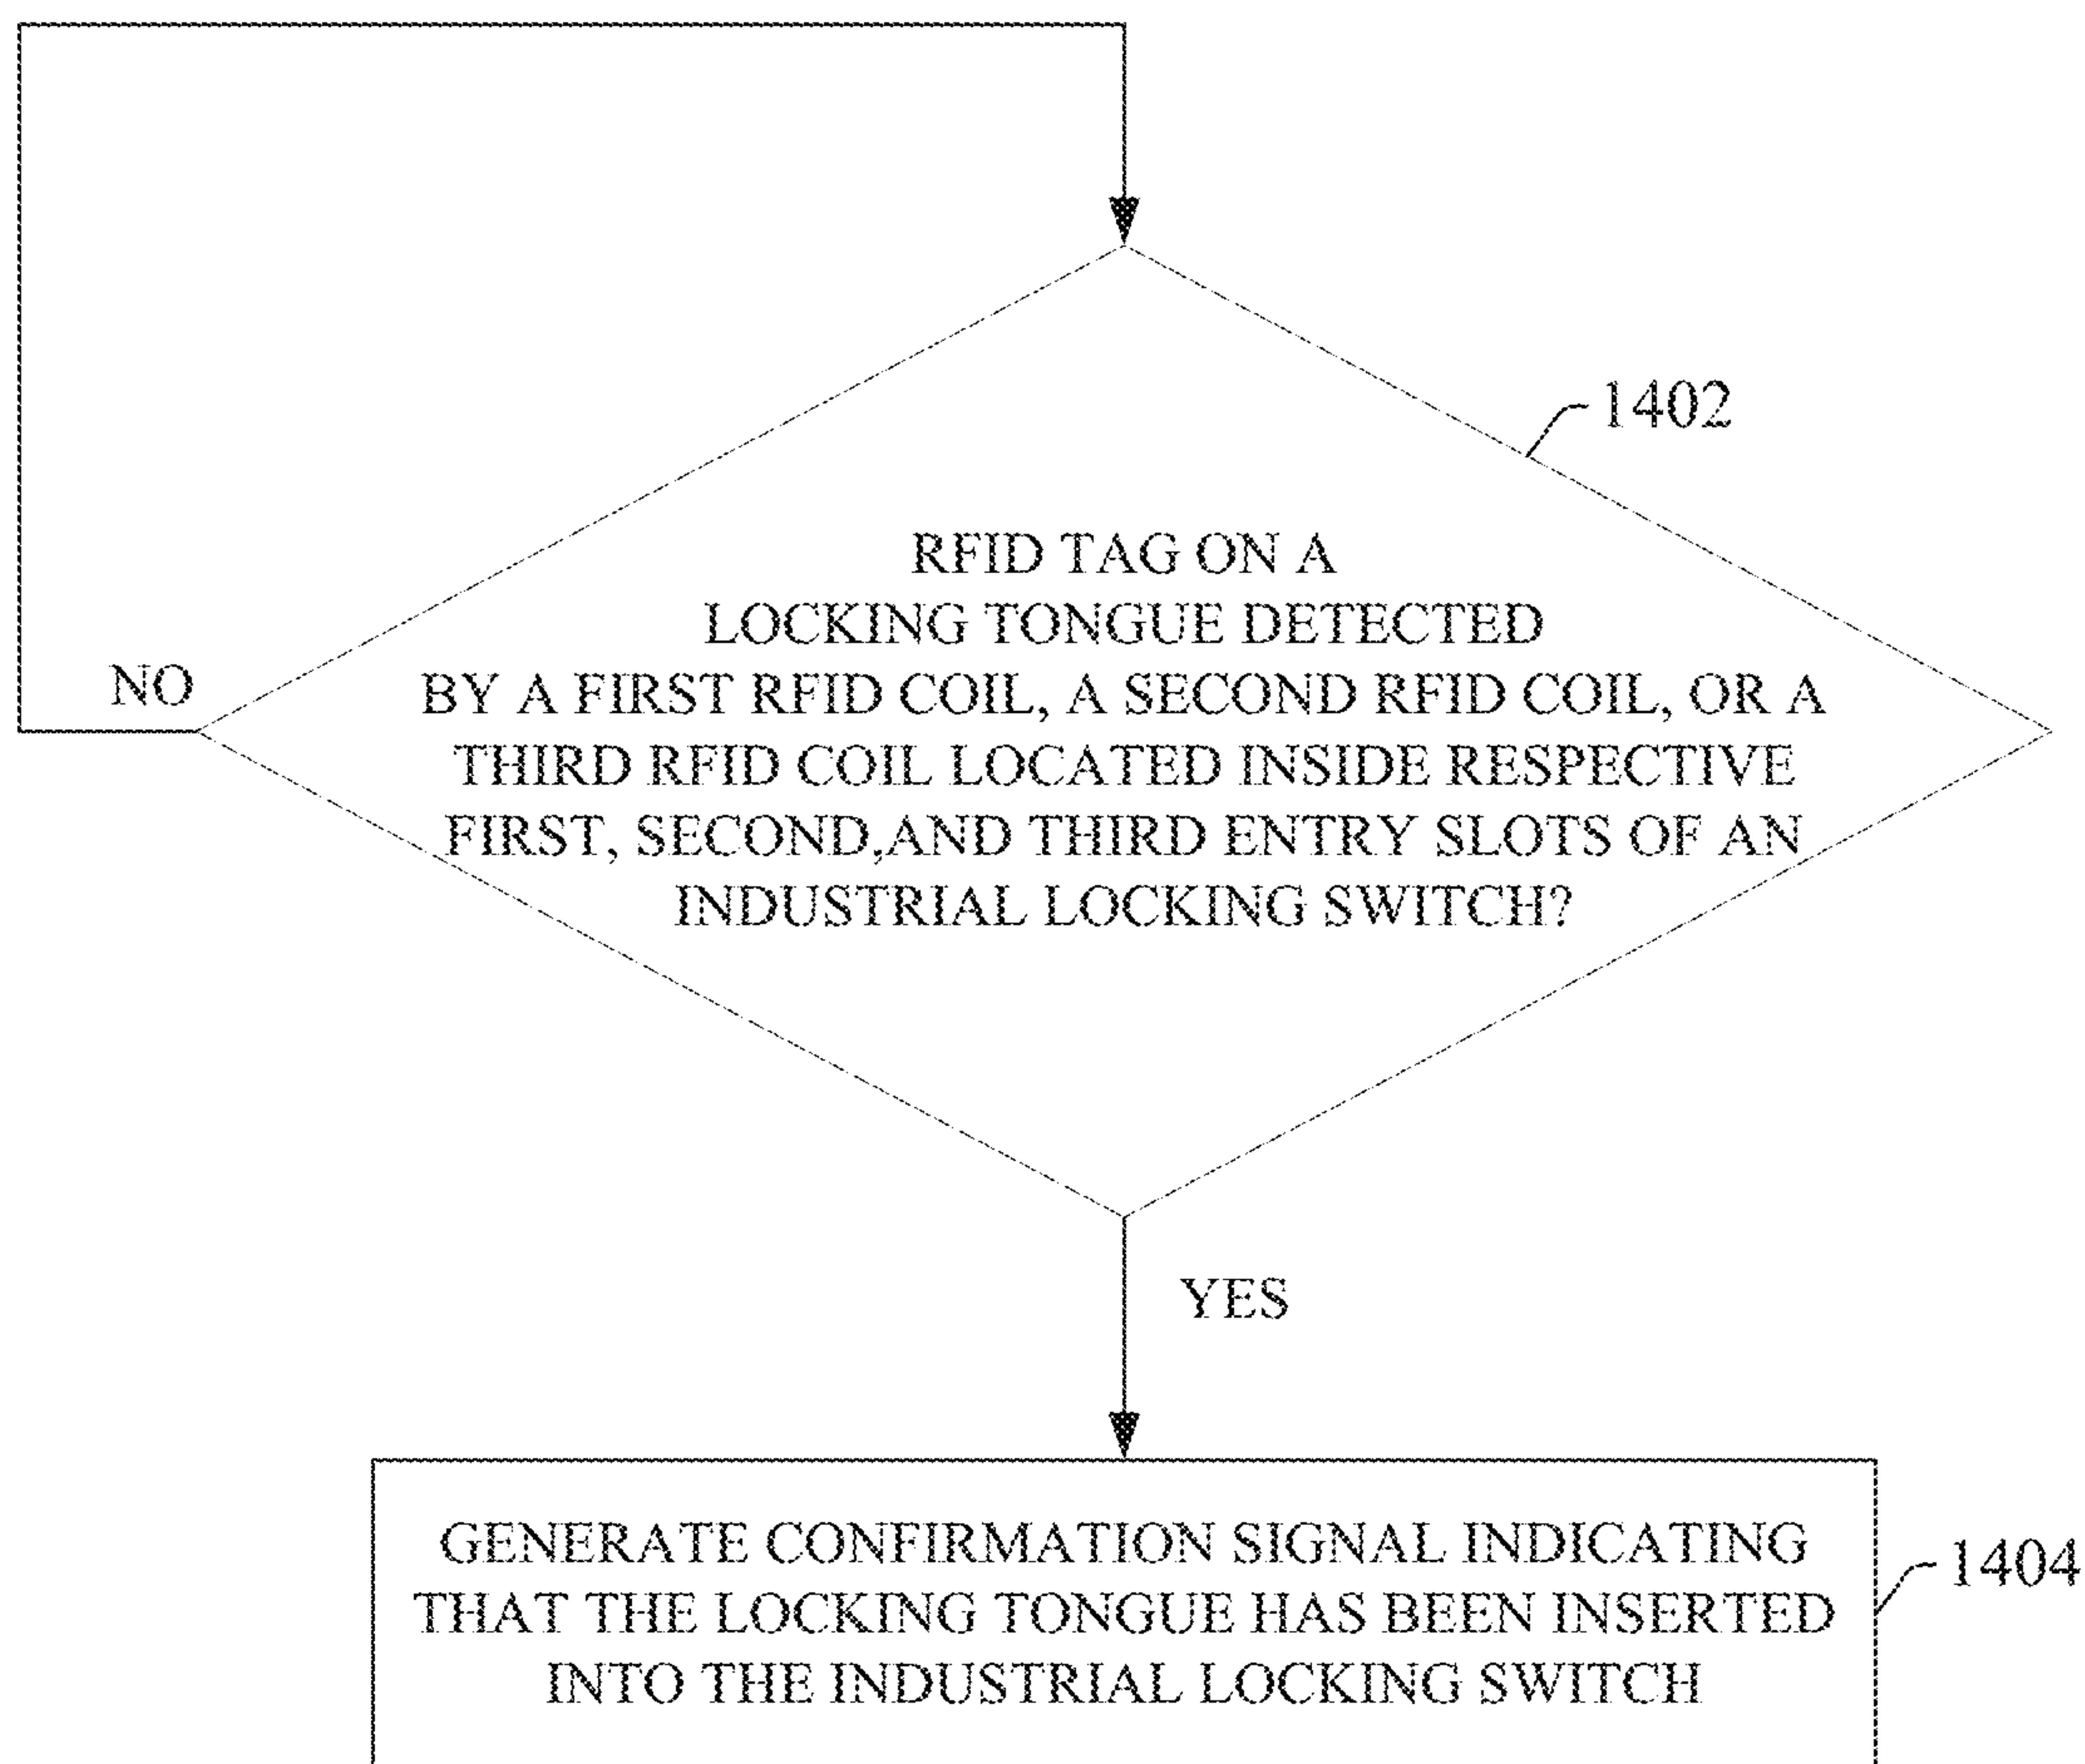 1402
RFID TAG ON A
LOCKING TONGUE DETECTED
BY A FIRST RFID COIL, A SECOND RFID COIL, OR A
THIRD RFID COIL LOCATED INSIDE RESPECTIVE
FIRST, SECOND,AND THIRD ENTRY SLOTS OF AN
INDUSTRIAL LOCKING SWITCH?
NO
YES
GENERATE CONFIRMATION SIGNAL INDICATING
THAT THE LOCKING TONGUE HAS BEEN INSERTED
INTO THE INDUSTRIAL LOCKING SWITCH
1404